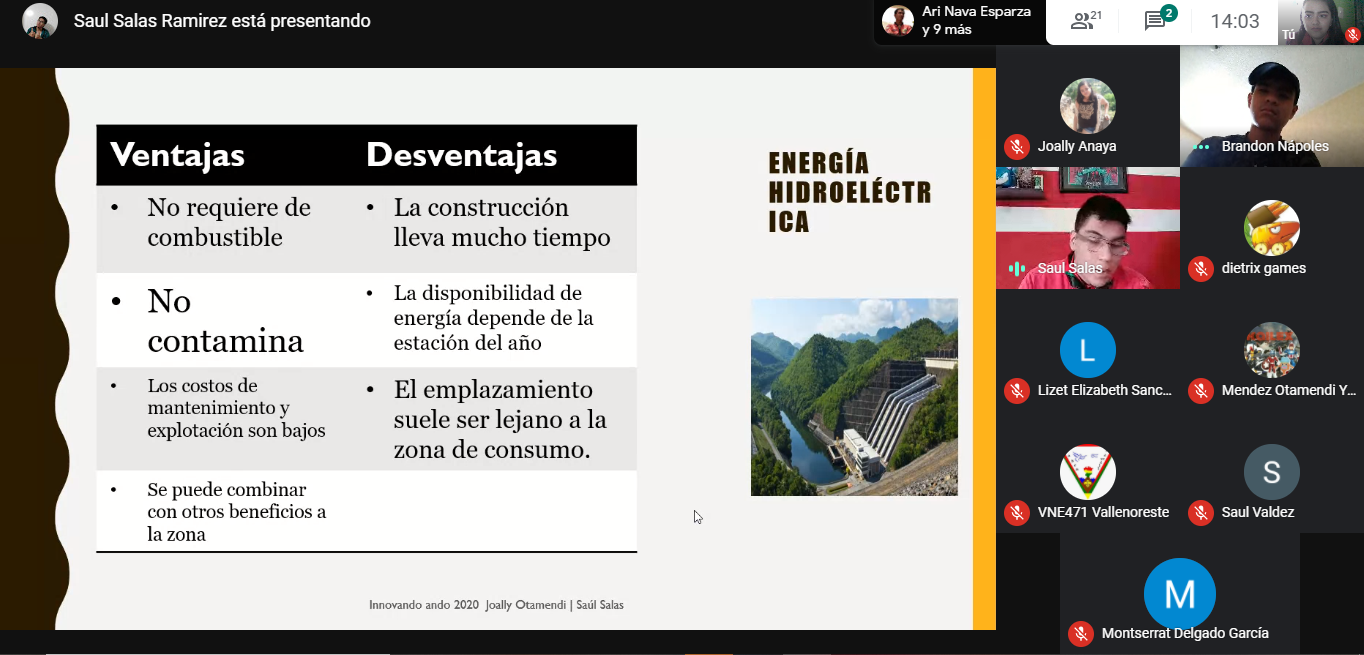 Saul Salas Ramirez está presentando
Ari Nava Esparza
y 9 más
21
2
14:03
Tú
Ventajas
Desventajas
• No requiere de
combustible
• La construcción
lleva mucho tiempo
• No
contamina
• La disponibilidad de
energía depende de la
estación del año
• Los costos de
mantenimiento y
explotación son bajos
• El emplazamiento
suele ser lejano a la
zona de consumo.
• Se puede combinar
con otros beneficios a
la zona
ENERGÍA
HIDROELÉCTR
ICA
Innovando ando 2020 Joally Otamendi | Saúl Salas
Joally Anaya
Brandon Nápoles
Saul Salas
dietrix games
L
Lizet Elizabeth Sanc...
Mendez Otamendi Y...
VNE471 Vallenoreste
S
Saul Valdez
M
Montserrat Delgado García